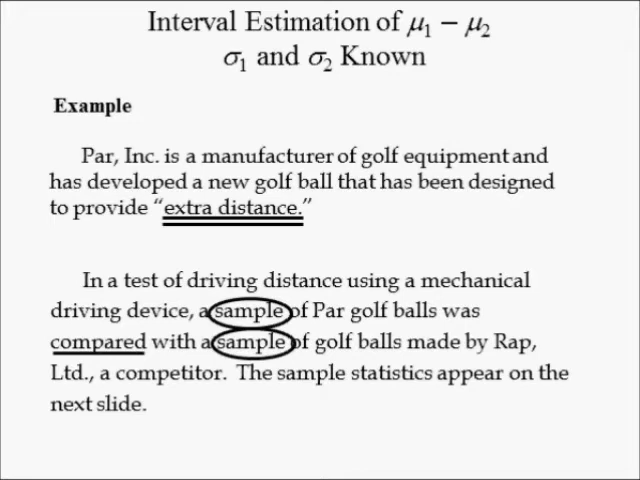 Interval Estimation of μ₁ − μ₂
σ₁ and σ₂ Known
Example
Par, Inc. is a manufacturer of golf equipment and
has developed a new golf ball that has been designed
to provide “extra distance.”
In a test of driving distance using a mechanical
driving device, a sample of Par golf balls was
compared with a sample of golf balls made by Rap,
Ltd., a competitor. The sample statistics appear on the
next slide.